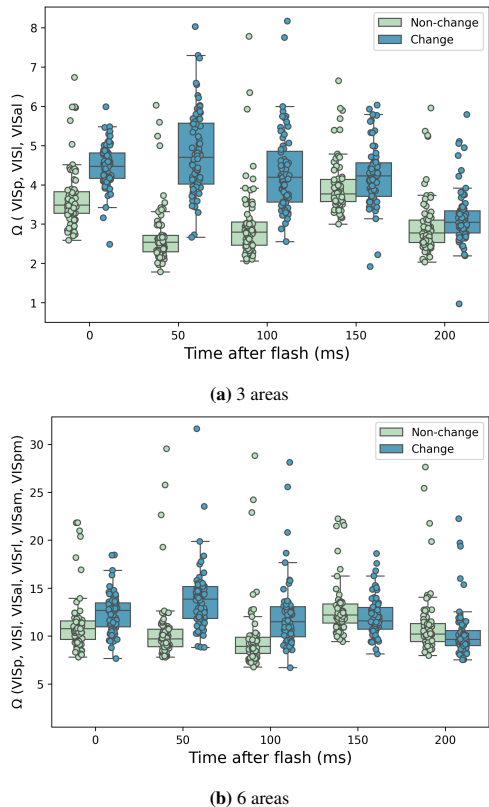 Non-change
Change
8
7
6
5
4
3
2
1
Ω ( VISp, VISl, VISal )
0
50
100
150
200
Time after flash (ms)
(a) 3 areas
Non-change
Change
30
25
20
15
10
5
Ω (VISp, VISl, VISal, VISrl, VISam, VISpm)
0
50
100
150
200
Time after flash (ms)
(b) 6 areas